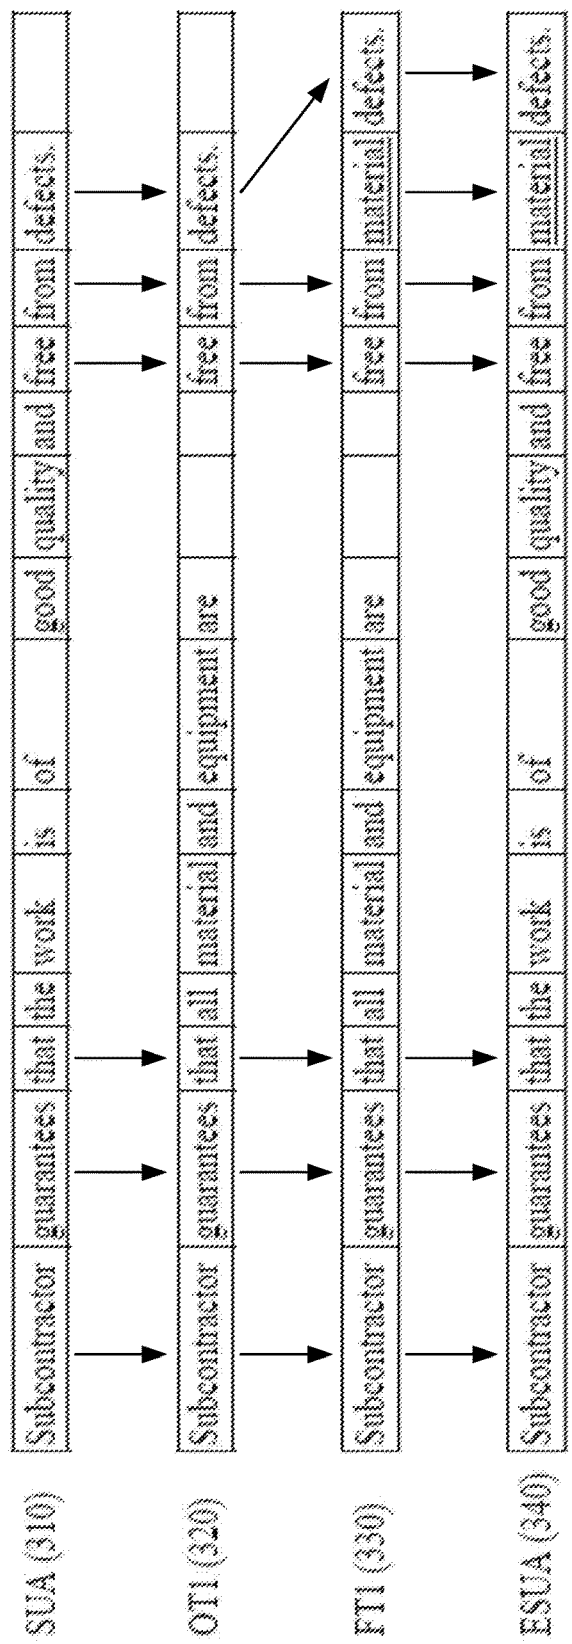 SUA (310) Subcontractor guarantees that the work is of good quality and free from defects.
OT1 (320) Subcontractor guarantees that all material and equipment are free from defects.
FT1 (330) Subcontractor guarantees that all material and equipment are free from material defects.
ESUA (340) Subcontractor guarantees that the work is of good quality and free from material defects.